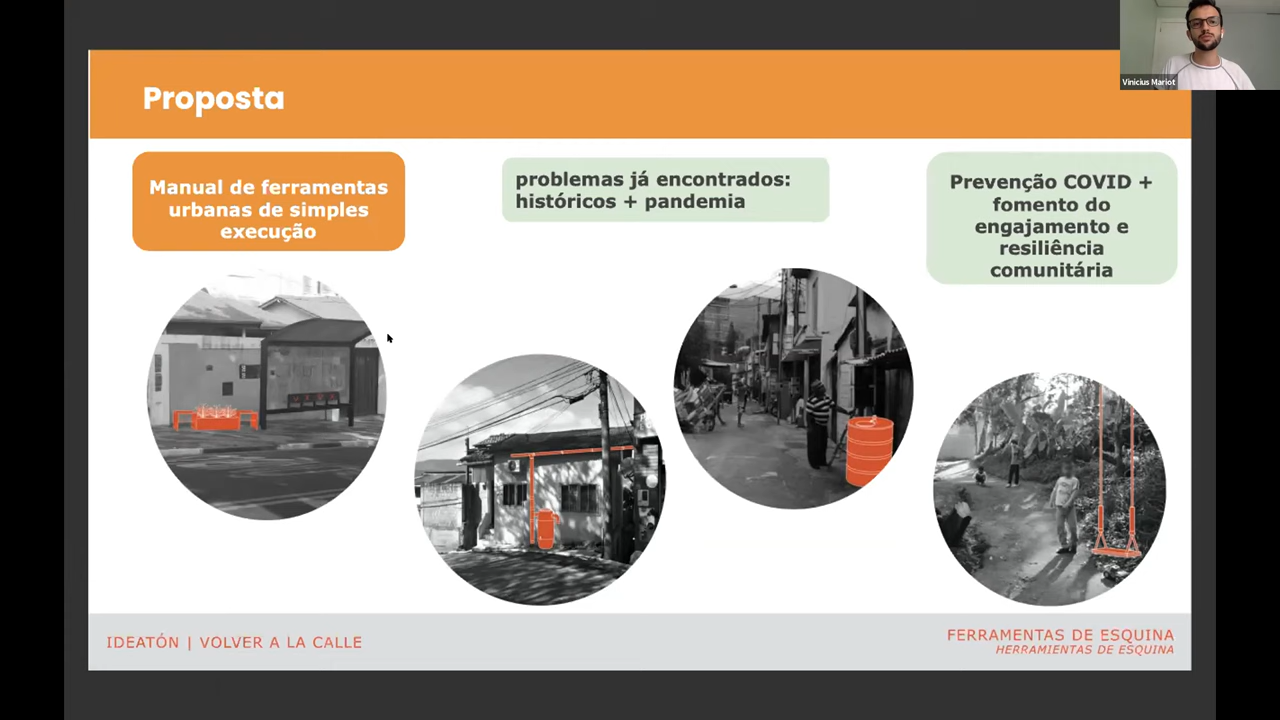 Vinicius Mariot
Proposta
Manual de ferramentas
urbanas de simples
execução
problemas já encontrados:
históricos + pandemia
Prevenção COVID +
fomento do
engajamento e
resiliência
comunitária
IDEATÓN | VOLVER A LA CALLE
FERRAMENTAS DE ESQUINA
HERRAMIENTAS DE ESQUINA